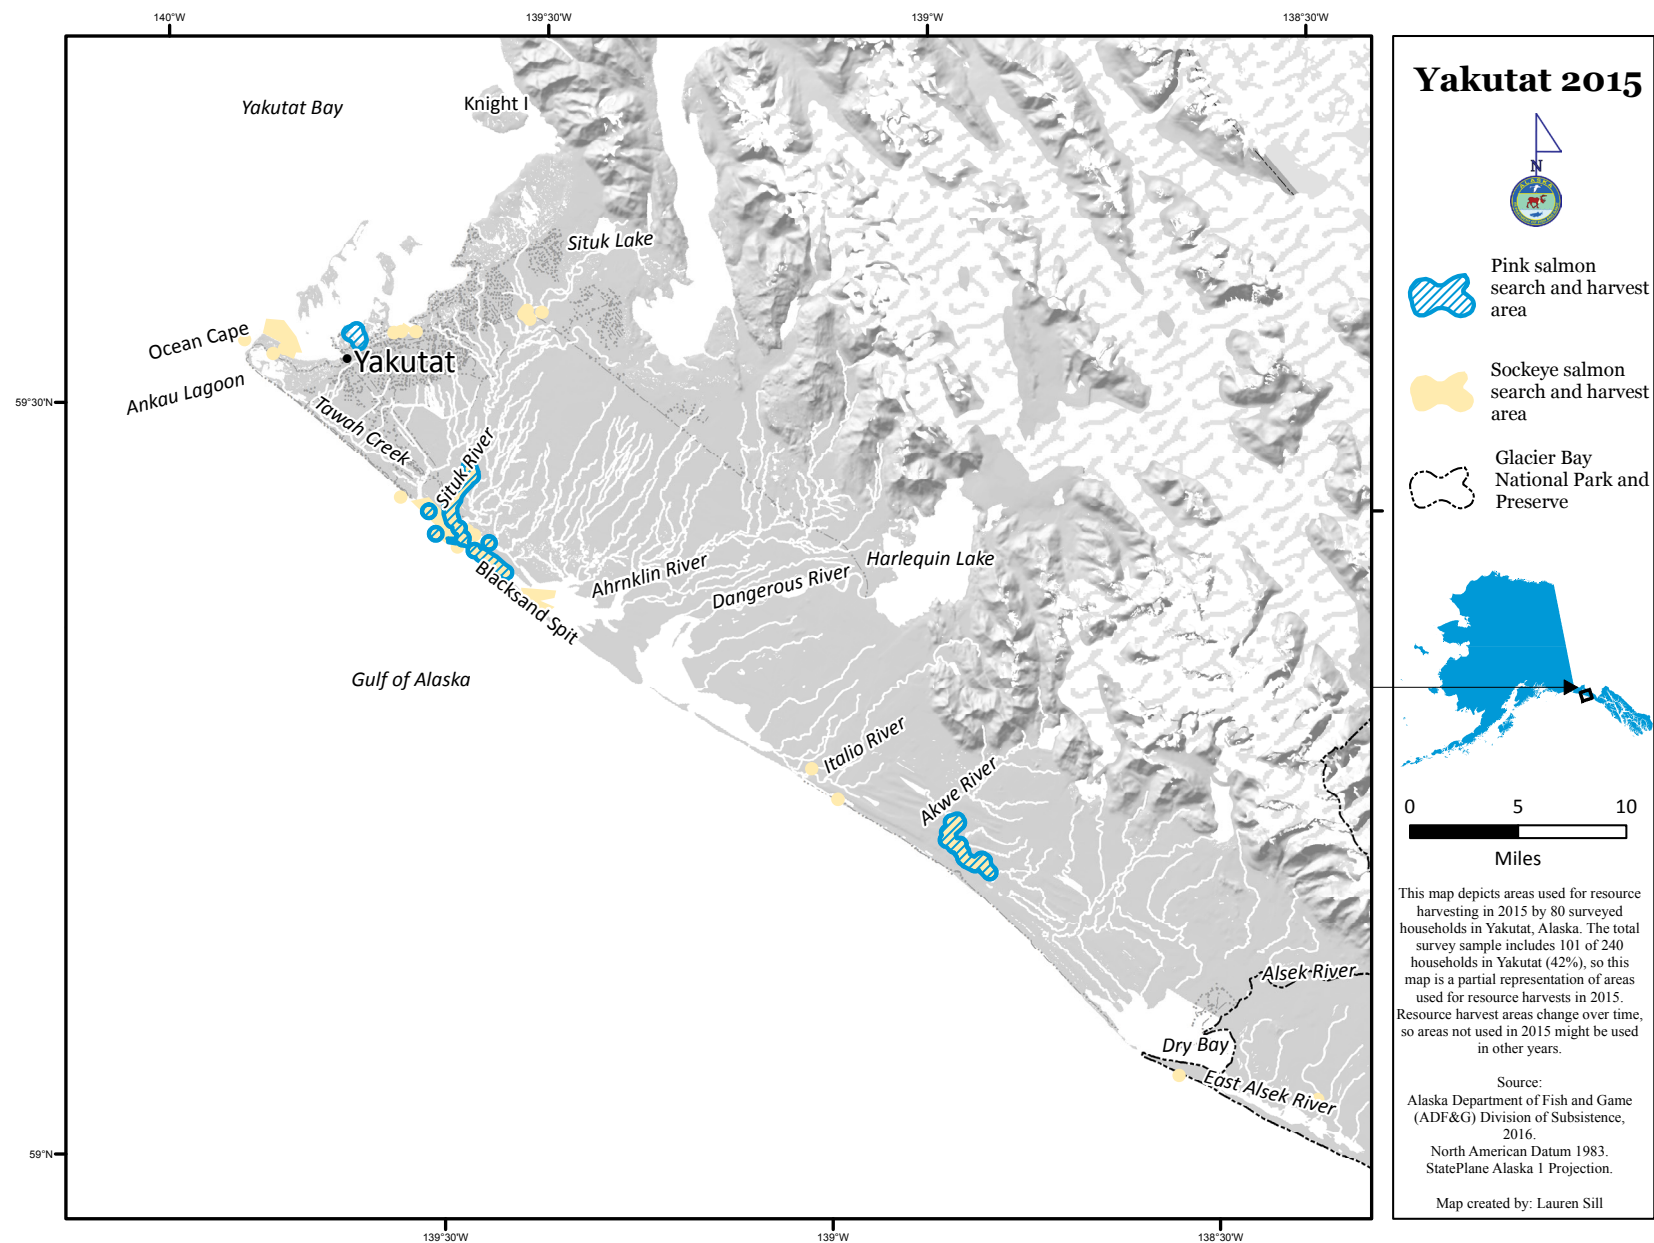 140°W
139°30'W
139°W
138°30'W
Yakutat Bay
Knight I
Situk Lake
Ocean Cape
Yakutat
Ankau Lagoon
59°30'N
Tawah Creek
Situk River
Harlequin Lake
Ahrnklin River
Dangerous River
Blacksand Spit
Gulf of Alaska
Italio River
Akwe River
Alsek River
Dry Bay
East Alsek River
59°N
139°30'W
139°W
138°30'W
Yakutat 2015
N
ALASKA
Pink salmon
search and harvest
area
Sockeye salmon
search and harvest
area
Glacier Bay
National Park and
Preserve
0 5 10
Miles
This map depicts areas used for resource
harvesting in 2015 by 80 surveyed
households in Yakutat, Alaska. The total
survey sample includes 101 of 240
households in Yakutat (42%), so this
map is a partial representation of areas
used for resource harvests in 2015.
Resource harvest areas change over time,
so areas not used in 2015 might be used
in other years.
Source:
Alaska Department of Fish and Game
(ADF&G) Division of Subsistence,
2016.
North American Datum 1983.
StatePlane Alaska 1 Projection.
Map created by: Lauren Sill